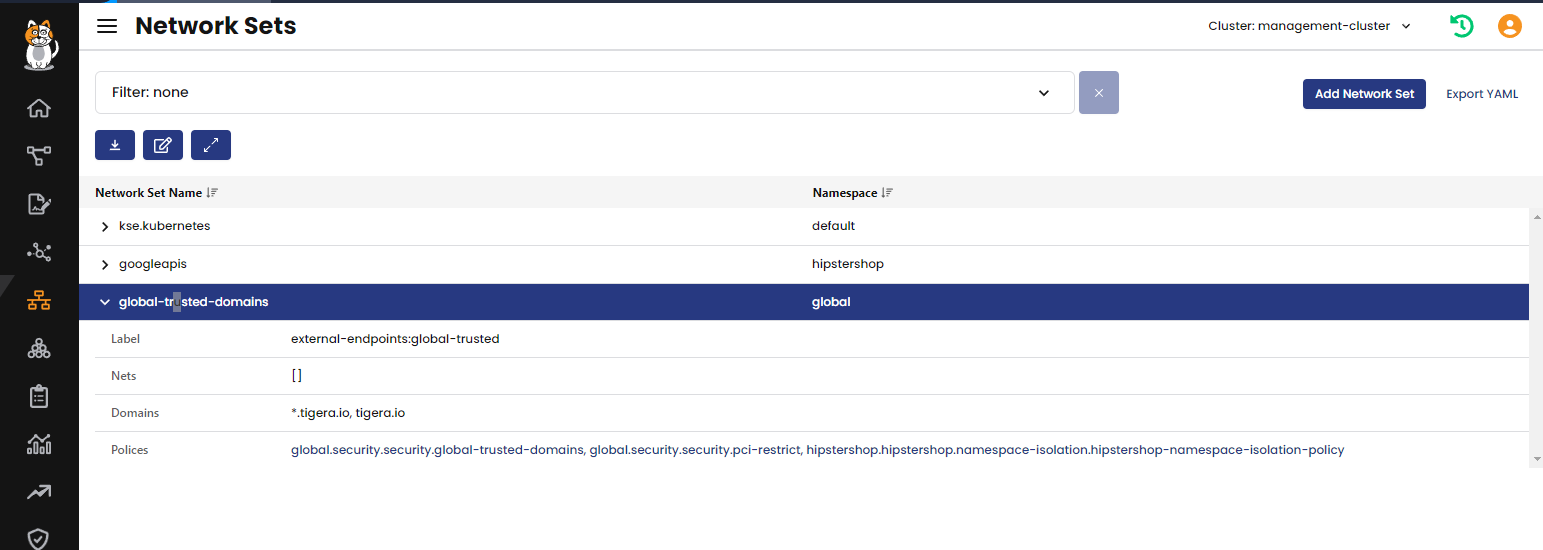 Network Sets
Cluster: management-cluster
Filter: none
Add Network Set
Export YAML
Network Set Name
Namespace
kse.kubernetes
default
googleapis
hipstershop
global-trusted-domains
global
Label
external-endpoints:global-trusted
Nets
[]
Domains
*.tigera.io, tigera.io
Polices
global.security.security.global-trusted-domains, global.security.security.pci-restrict, hipstershop.hipstershop.namespace-isolation.hipstershop-namespace-isolation-policy